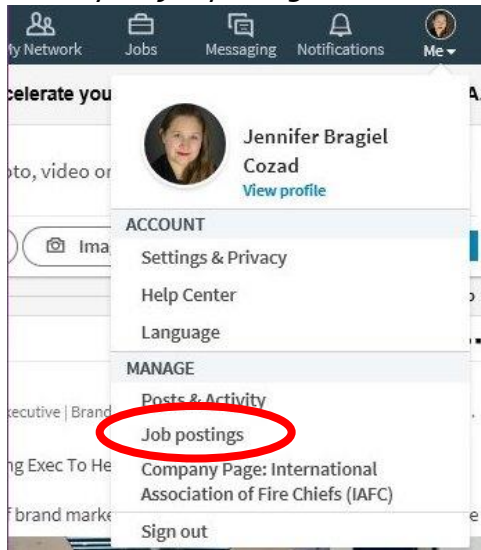 My Network Jobs Messaging Notifications Me
celerate you A.
Jennifer Bragiel
Cozad
View profile
oto, video or
ACCOUNT
Ima
Settings & Privacy
Help Center
Language
MANAGE
Posts & Activity
xecutive | Brand
Job postings
ng Exec To He
Company Page: International
Association of Fire Chiefs (IAFC)
f brand marke e
Sign out